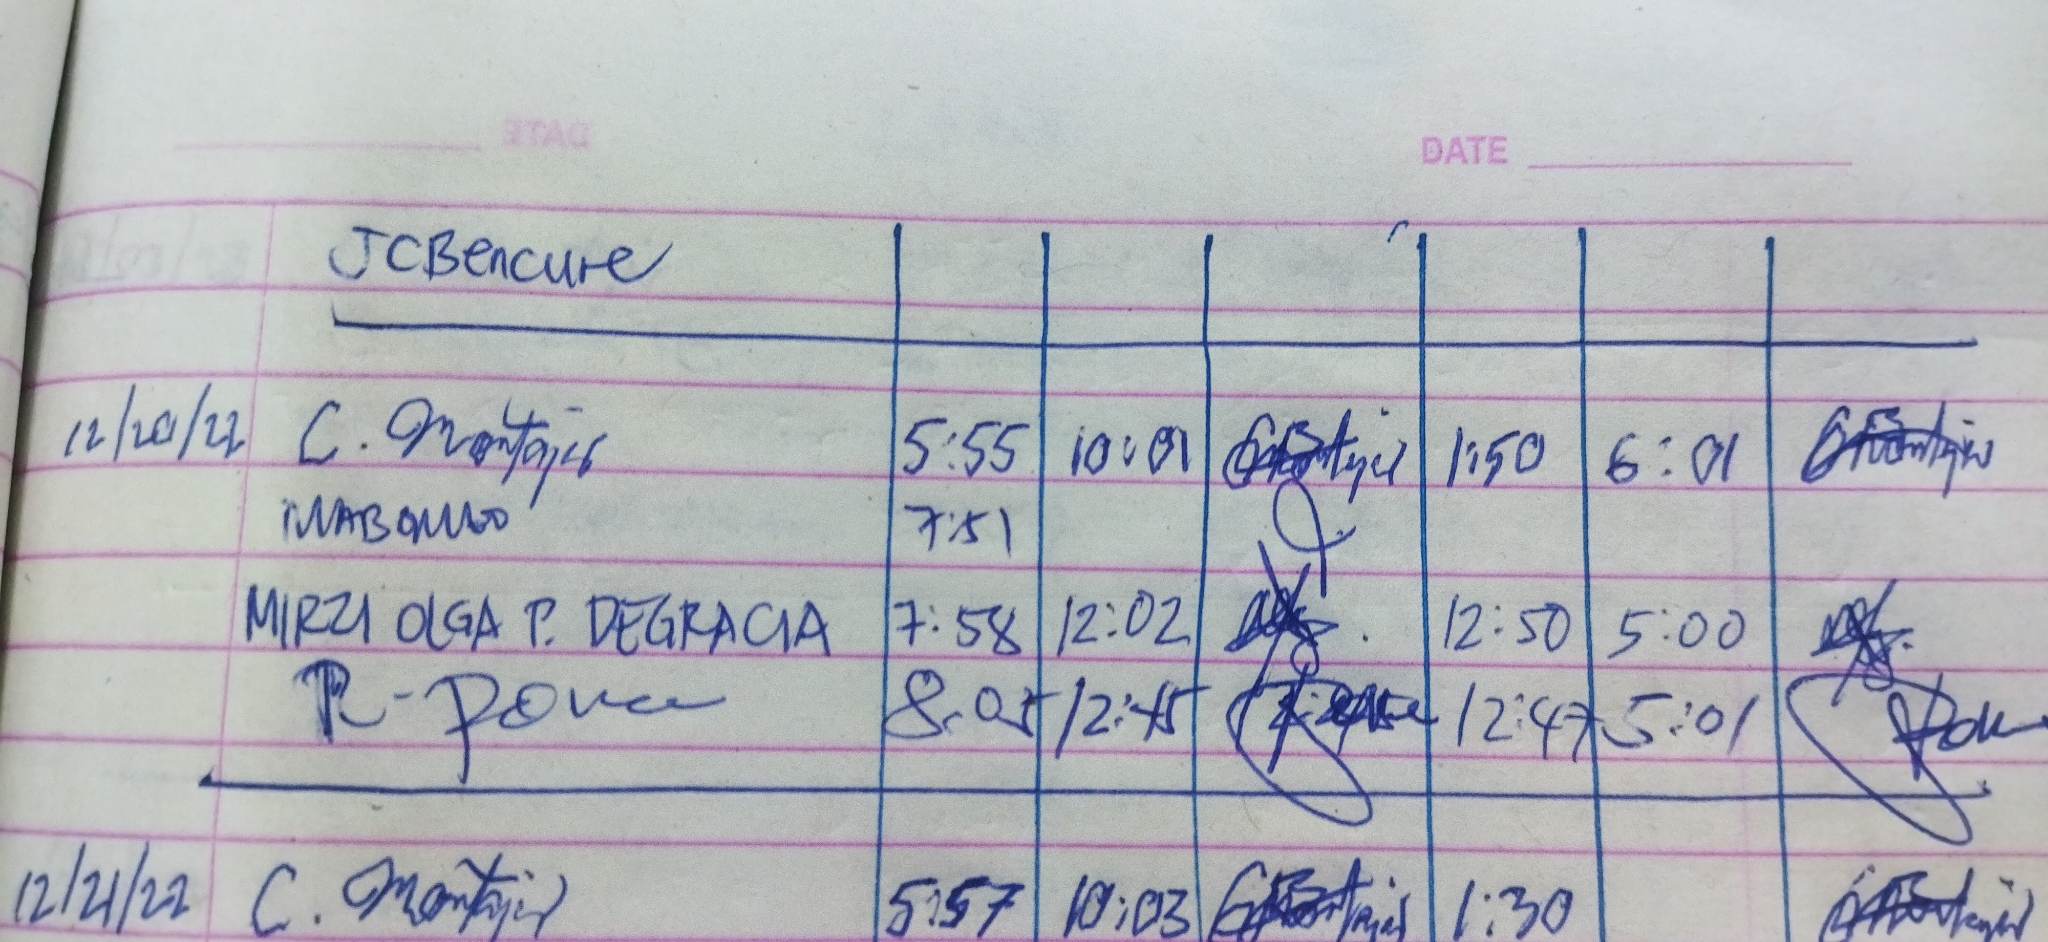 DATE
JCBencure
12/20/22 C. Montajes 5:55 10:01 1:50 6:01
7:51
MIRZI OLGA P. DEGRACIA 7:58 12:02 12:50 5:00
R- Ponce 8:05 12:45 12:47 5:01
12/21/22 C. Montajes 5:57 10:03 1:30